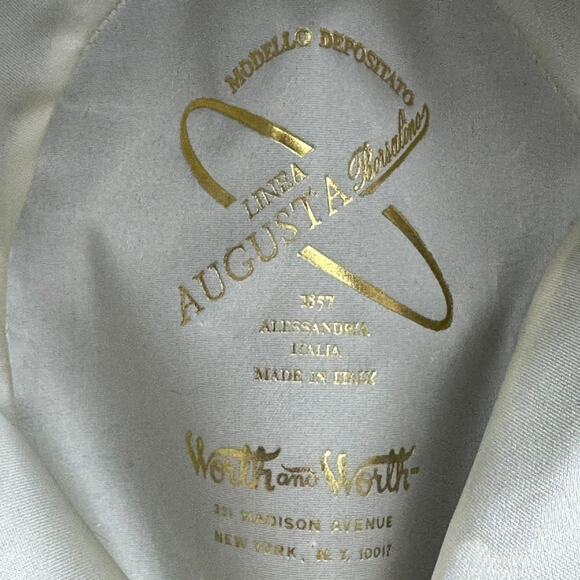 MODELLO DEPOSITATO
LINEA
AUGUSTA
Borsalino
1857
ALESSANDRIA
ITALIA
MADE IN ITALY
Worth and Worth
331 MADISON AVENUE
NEW YORK, N.Y. 10017